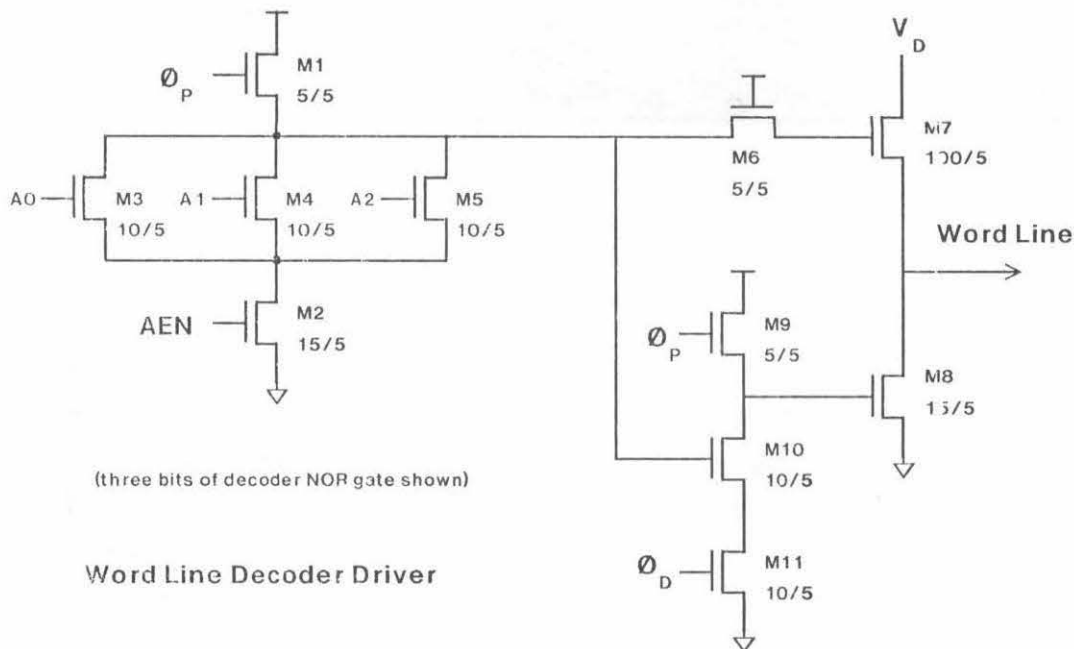 V D
Ø P
M1
5/5
M6
5/5
M7
100/5
A0
M3
10/5
A1
M4
10/5
A2
M5
10/5
Word Line
AEN
M2
15/5
Ø P
M9
5/5
M8
15/5
M10
10/5
(three bits of decoder NOR gate shown)
Ø D
M11
10/5
Word Line Decoder Driver